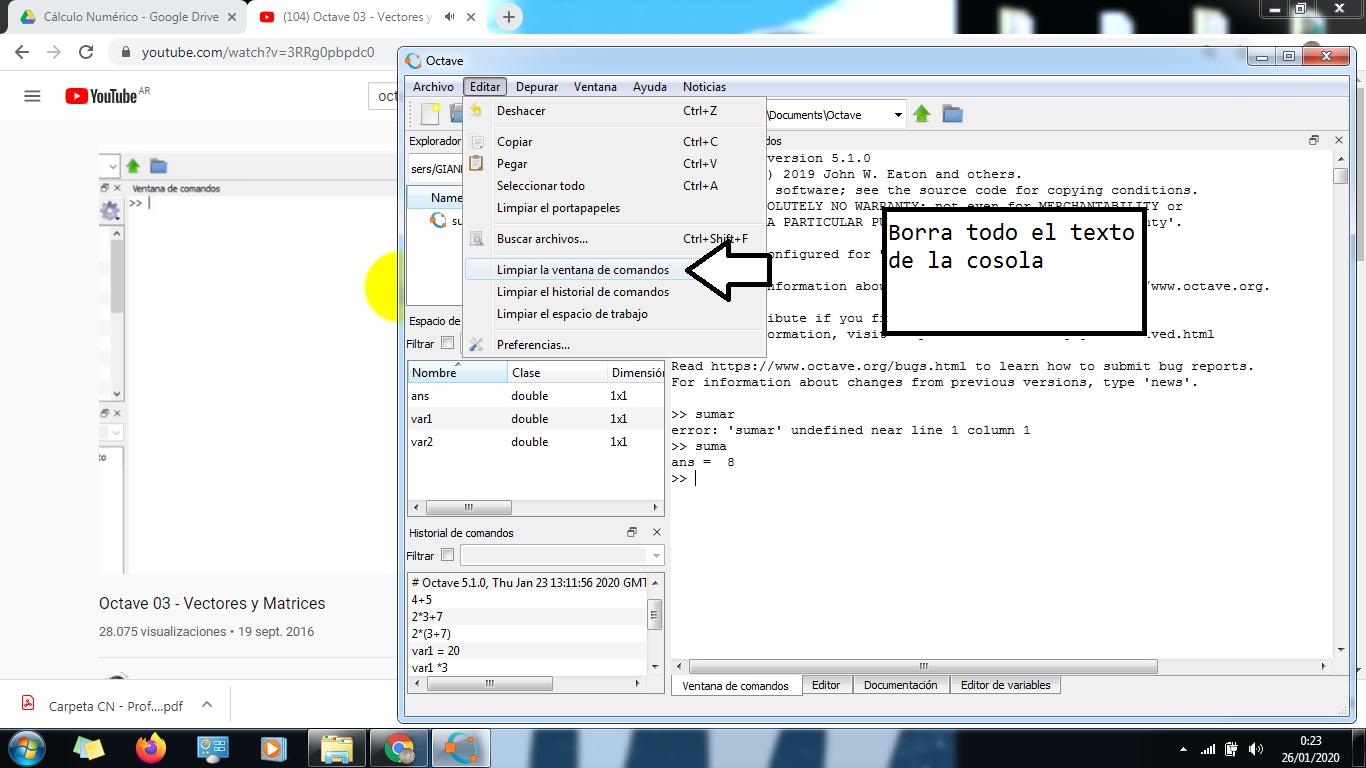 Cálculo Numérico - Google Drive
(104) Octave 03 - Vectores y
youtube.com/watch?v=3RRg0pbpdc0
YouTube AR
oct
Ventana de comandos
>>
to
Octave 03 - Vectores y Matrices
28.075 visualizaciones • 19 sept. 2016
Carpeta CN - Prof....pdf
Octave
Archivo Editar Depurar Ventana Ayuda Noticias
\Documents\Octave
Deshacer Ctrl+Z
Copiar Ctrl+C
Pegar Ctrl+V
Seleccionar todo Ctrl+A
Limpiar el portapapeles
Buscar archivos... Ctrl+Shift+F
Limpiar la ventana de comandos
Limpiar el historial de comandos
Limpiar el espacio de trabajo
Preferencias...
Explorador
sers/GIAN
Name
su
Espacio de
Filtrar
Nombre Clase Dimensión
ans double 1x1
var1 double 1x1
var2 double 1x1
Historial de comandos
Filtrar
# Octave 5.1.0, Thu Jan 23 13:11:56 2020 GMT
4+5
2*3+7
2*(3+7)
var1 = 20
var1 *3
dos
version 5.1.0
) 2019 John W. Eaton and others.
software; see the source code for copying conditions.
SOLUTELY NO WARRANTY; not even for MERCHANTABILITY or
A PARTICULAR PU nty'.
onfigured for "
nformation abou /www.octave.org.
ribute if you fi
formation, visit ved.html
Read https://www.octave.org/bugs.html to learn how to submit bug reports.
For information about changes from previous versions, type 'news'.
>> sumar
error: 'sumar' undefined near line 1 column 1
>> suma
ans = 8
>>
Borra todo el texto
de la cosola
Ventana de comandos Editor Documentación Editor de variables
0:23
26/01/2020